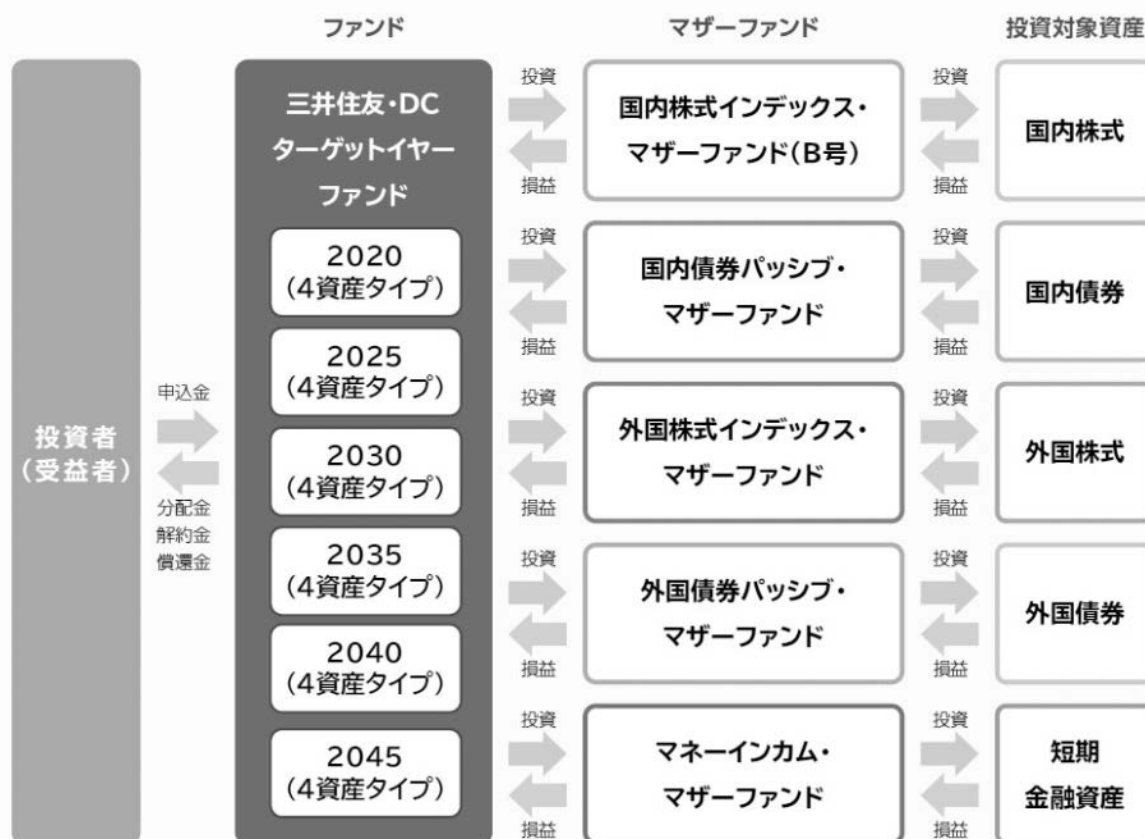 ファンド
マザーファンド
投資対象資産
投資者
(受益者)
申込金
分配金
解約金
償還金
三井住友・DC
ターゲットイヤー
ファンド
2020
(4資産タイプ)
2025
(4資産タイプ)
2030
(4資産タイプ)
2035
(4資産タイプ)
2040
(4資産タイプ)
2045
(4資産タイプ)
投資
損益
国内株式インデックス・
マザーファンド(B号)
投資
損益
国内株式
投資
損益
国内債券パッシブ・
マザーファンド
投資
損益
国内債券
投資
損益
外国株式インデックス・
マザーファンド
投資
損益
外国株式
投資
損益
外国債券パッシブ・
マザーファンド
投資
損益
外国債券
投資
損益
マネーインカム・
マザーファンド
投資
損益
短期
金融資産